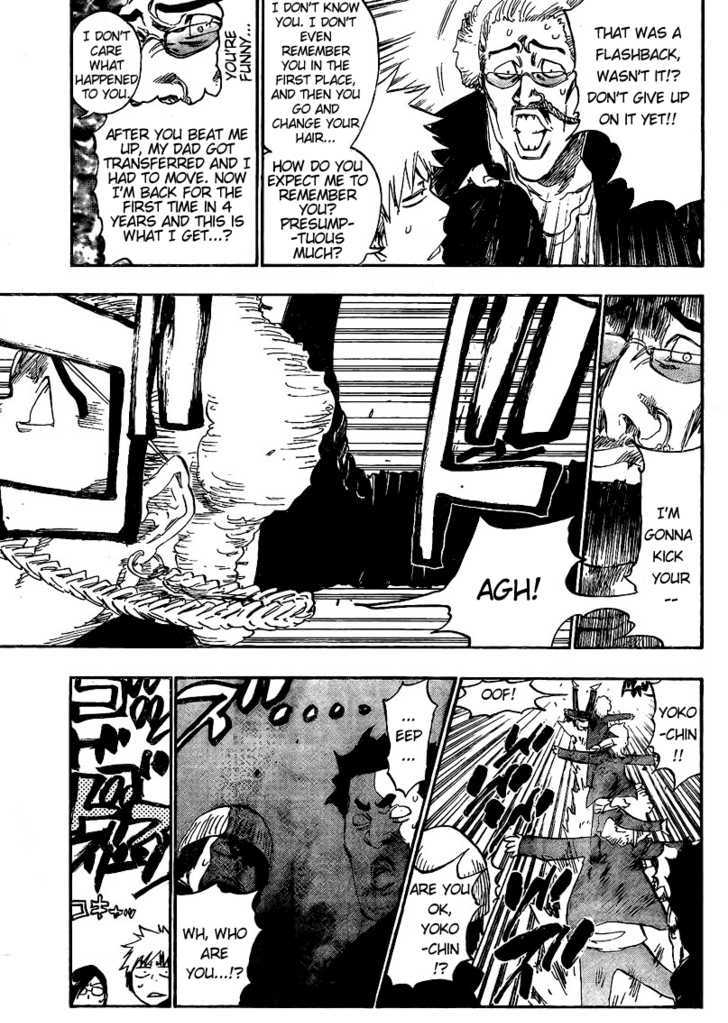 THAT WAS A
FLASHBACK,
WASN'T IT!?
DON'T GIVE UP
ON IT YET!!
I DON'T KNOW
YOU. I DON'T
EVEN
REMEMBER
YOU IN THE
FIRST PLACE,
AND THEN YOU
GO AND
CHANGE YOUR
HAIR...
HOW DO YOU
EXPECT ME TO
REMEMBER
YOU?
PRESUMP-
-TUOUS
MUCH?
YOU'RE
FUNNY...
I DON'T
CARE
WHAT
HAPPENED
TO YOU.
AFTER YOU BEAT ME
UP, MY DAD GOT
TRANSFERRED AND I
HAD TO MOVE. NOW
I'M BACK FOR THE
FIRST TIME IN 4
YEARS AND THIS IS
WHAT I GET...?
I'M
GONNA
KICK
YOUR
--
AGH!
YOKO
-CHIN
!!
OOF!
ARE YOU
OK,
YOKO
-CHIN
!?
...
EEP
...
WH, WHO
ARE
YOU...!?